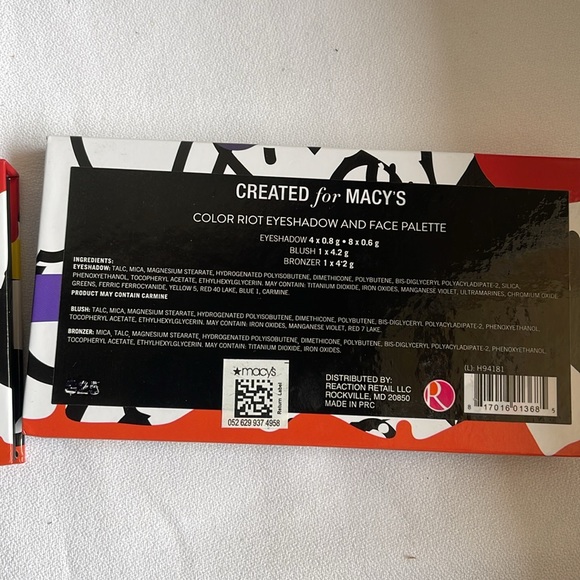 CREATED for MACY'S
COLOR RIOT EYESHADOW AND FACE PALETTE
EYESHADOW 4 x 0.8 g • 8 x 0.6 g
BLUSH 1 x 4.2 g
BRONZER 1 x 4.2 g
INGREDIENTS:
EYESHADOW: TALC, MICA, MAGNESIUM STEARATE, HYDROGENATED POLYISOBUTENE, DIMETHICONE, POLYBUTENE, BIS-DIGLYCERYL POLYACYLADIPATE-2, SILICA,
PHENOXYETHANOL, TOCOPHERYL ACETATE, ETHYLHEXYLGLYCERIN. MAY CONTAIN: TITANIUM DIOXIDE, IRON OXIDES, MANGANESE VIOLET, ULTRAMARINES, CHROMIUM OXIDE
GREENS, FERRIC FERROCYANIDE, YELLOW 5, RED 40 LAKE, BLUE 1, CARMINE.
PRODUCT MAY CONTAIN CARMINE
BLUSH: TALC, MICA, MAGNESIUM STEARATE, HYDROGENATED POLYISOBUTENE, DIMETHICONE, POLYBUTENE, BIS-DIGLYCERYL POLYACYLADIPATE-2, PHENOXYETHANOL,
TOCOPHERYL ACETATE, ETHYLHEXYLGLYCERIN. MAY CONTAIN: IRON OXIDES, MANGANESE VIOLET, RED 7 LAKE.
BRONZER: MICA, TALC, MAGNESIUM STEARATE, HYDROGENATED POLYISOBUTENE, DIMETHICONE, POLYBUTENE, BIS-DIGLYCERYL POLYACYLADIPATE-2, PHENOXYETHANOL,
TOCOPHERYL ACETATE, ETHYLHEXYLGLYCERIN. MAY CONTAIN: TITANIUM DIOXIDE, IRON OXIDES.
★macy's
Return Label
052 629 937 4958
DISTRIBUTED BY:
REACTION RETAIL LLC
ROCKVILLE, MD 20850
MADE IN PRC
R
(L): H94181
8 17016 01368 5